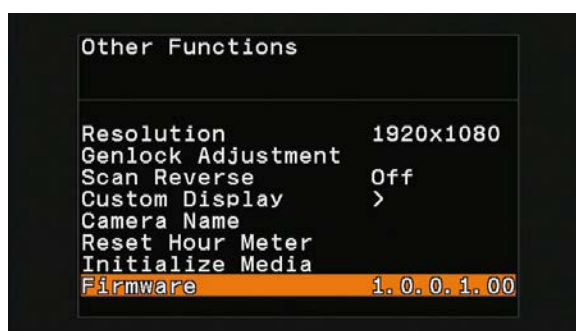 Other Functions
Resolution 1920x1080
Genlock Adjustment
Scan Reverse Off
Custom Display >
Camera Name
Reset Hour Meter
Initialize Media
Firmware 1.0.0.1.00